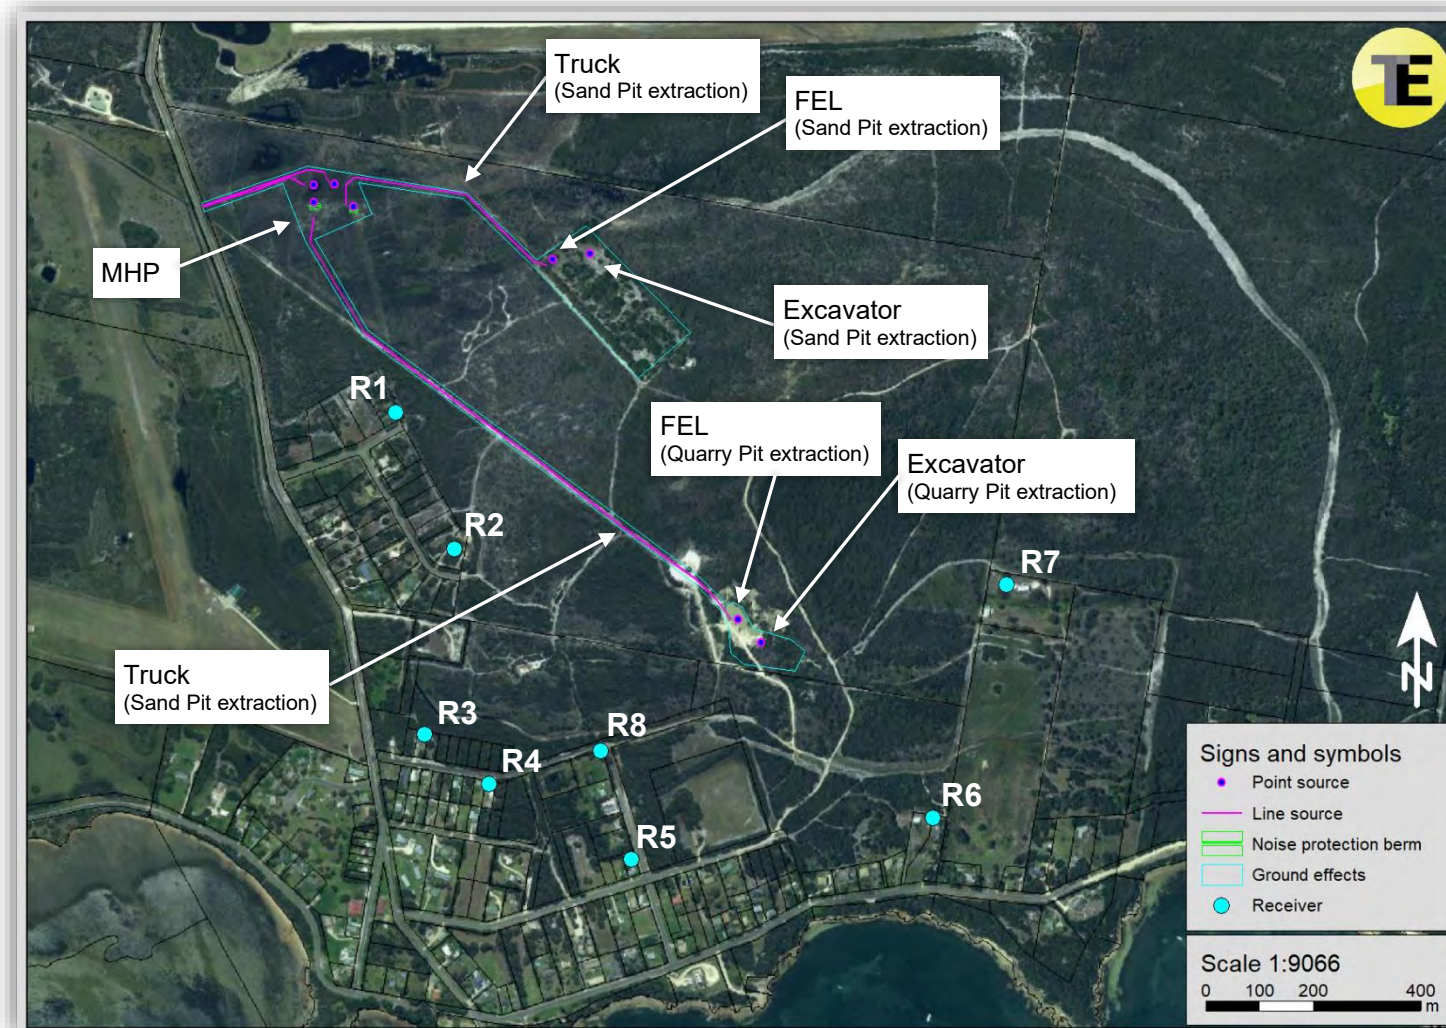 Truck
(Sand Pit extraction)
FEL
(Sand Pit extraction)
TE
MHP
Excavator
(Sand Pit extraction)
R1
FEL
(Quarry Pit extraction)
Excavator
(Quarry Pit extraction)
R2
R7
Truck
(Sand Pit extraction)
R3
R8
R4
R6
R5
N
Signs and symbols
Point source
Line source
Noise protection berm
Ground effects
Receiver
Scale 1:9066
0 100 200 400
m